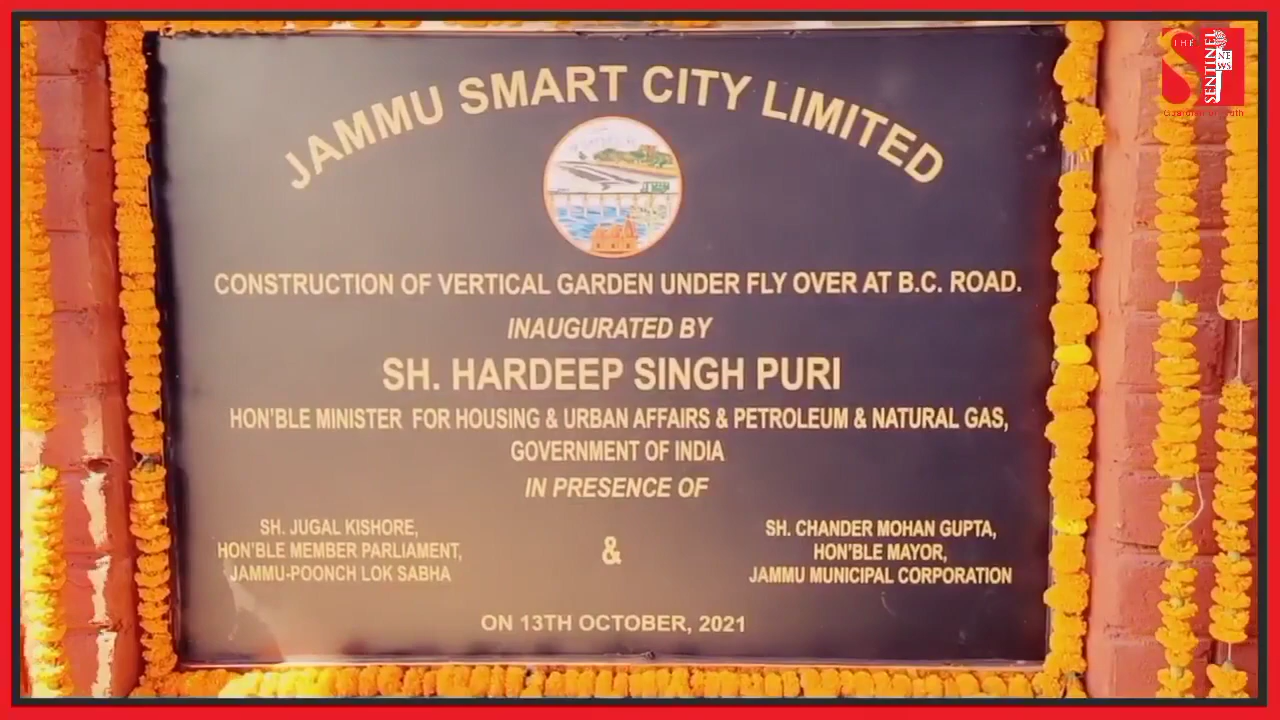 JAMMU SMART CITY LIMITED
CONSTRUCTION OF VERTICAL GARDEN UNDER FLY OVER AT B.C. ROAD.
INAUGURATED BY
SH. HARDEEP SINGH PURI
HON'BLE MINISTER FOR HOUSING & URBAN AFFAIRS & PETROLEUM & NATURAL GAS,
GOVERNMENT OF INDIA
IN PRESENCE OF
SH. JUGAL KISHORE,
HON'BLE MEMBER PARLIAMENT,
JAMMU-POONCH LOK SABHA
&
SH. CHANDER MOHAN GUPTA,
HON'BLE MAYOR,
JAMMU MUNICIPAL CORPORATION
ON 13TH OCTOBER, 2021
THE
SENTINEL
NEWS